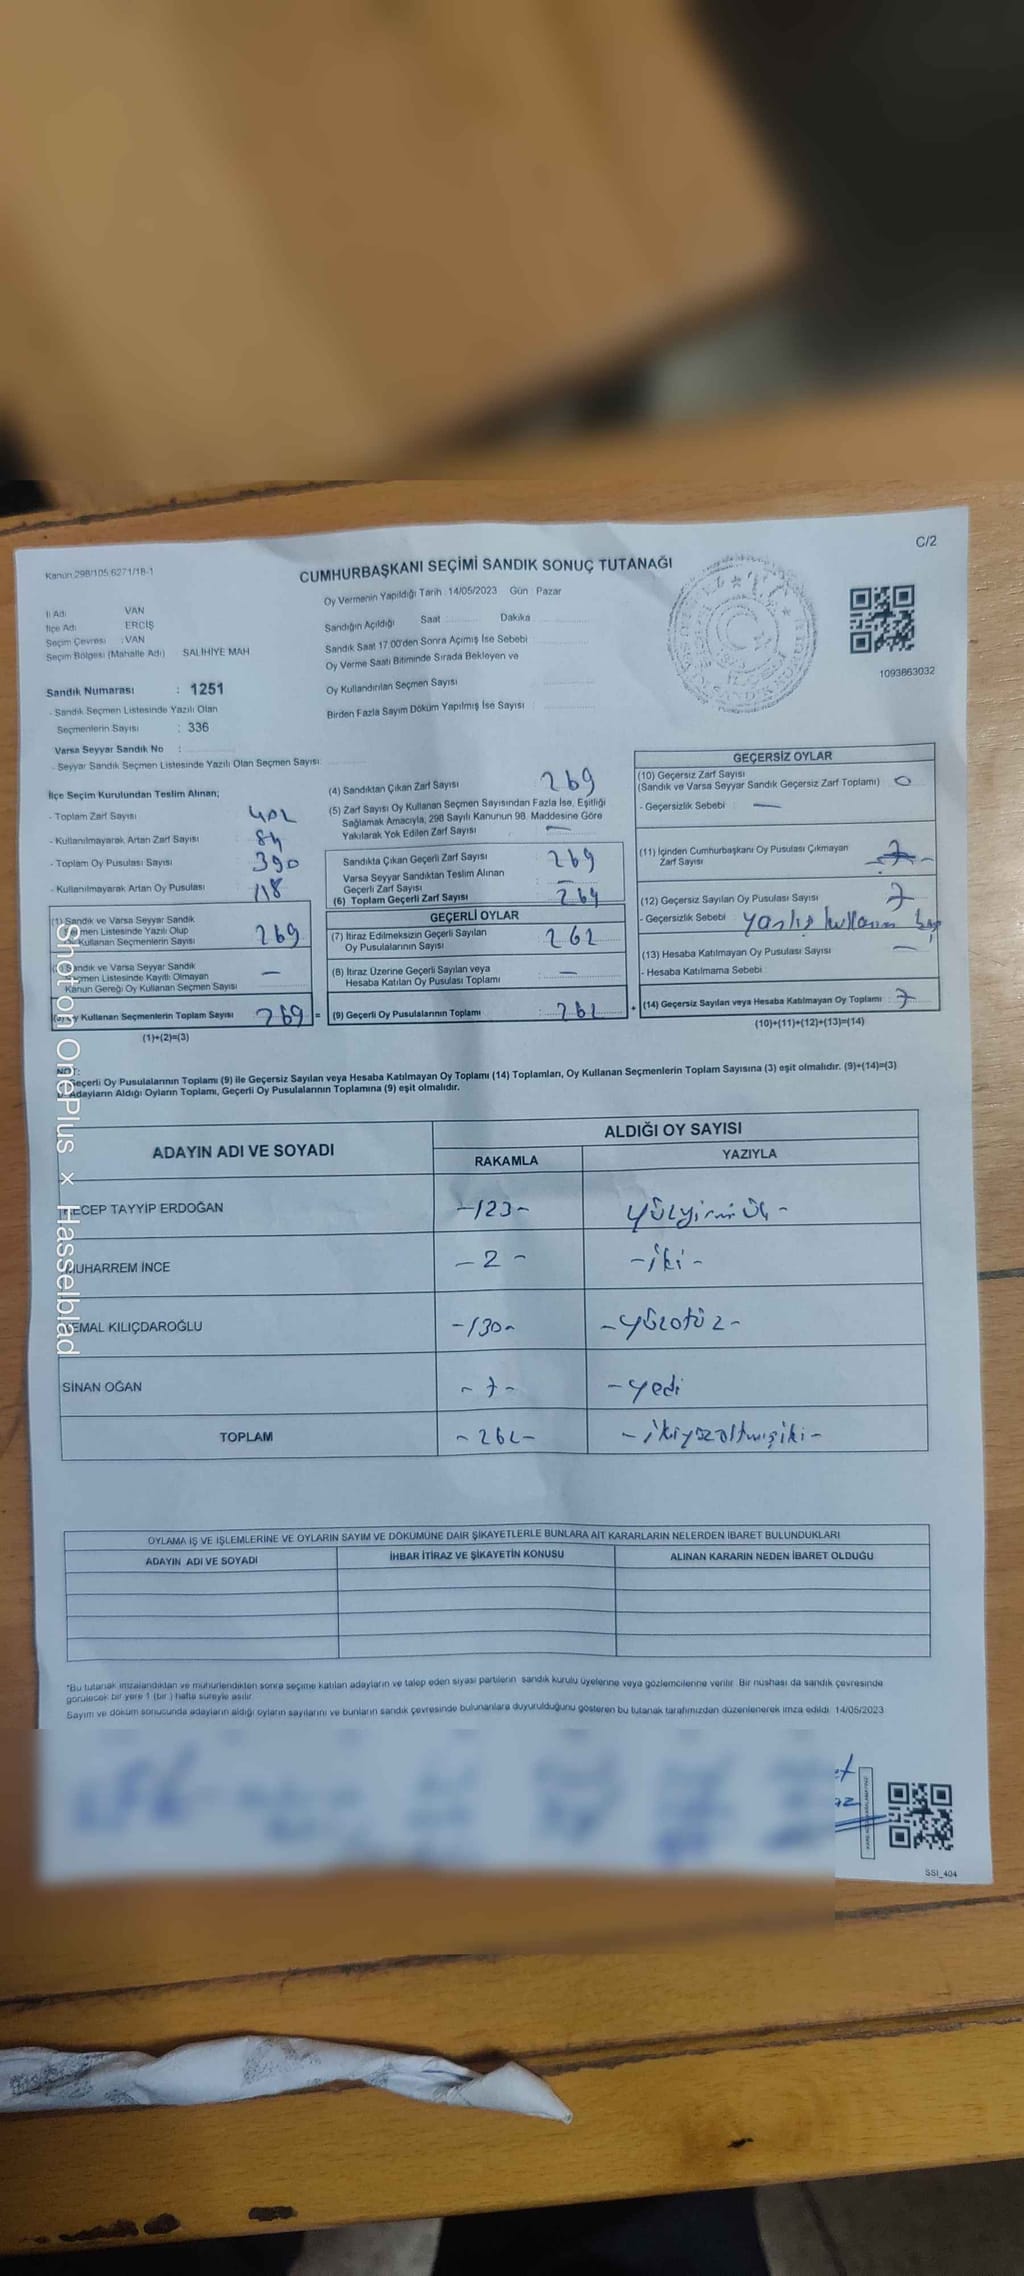 C/2
Kanun:298/105,6271/18-1
CUMHURBAŞKANI SEÇİMİ SANDIK SONUÇ TUTANAĞI
İl Adı : VAN
İlçe Adı : ERCİŞ
Seçim Çevresi : VAN
Seçim Bölgesi (Mahalle Adı) SALİHİYE MAH
Sandık Numarası : 1251
- Sandık Seçmen Listesinde Yazılı Olan
Seçmenlerin Sayısı : 336
Varsa Seyyar Sandık No :
- Seyyar Sandık Seçmen Listesinde Yazılı Olan Seçmen Sayısı:
Oy Vermenin Yapıldığı Tarih : 14/05/2023 Gün Pazar
Sandığın Açıldığı Saat Dakika
Sandık Saat 17.00'den Sonra Açımış İse Sebebi
Oy Verme Saati Bitiminde Sırada Bekleyen ve
Oy Kullandırılan Seçmen Sayısı
Birden Fazla Sayım Döküm Yapılmış İse Sayısı :
1093863032
İlçe Seçim Kurulundan Teslim Alınan;
- Toplam Zarf Sayısı : 402
- Kullanılmayarak Artan Zarf Sayısı : 84
- Toplam Oy Pusulası Sayısı : 390
- Kullanılmayarak Artan Oy Pusulası : 118
(1) Sandık ve Varsa Seyyar Sandık
men Listesinde Yazılı Olup
Kullanan Seçmenlerin Sayısı 269
Sandık ve Varsa Seyyar Sandık
men Listesinde Kayıtlı Olmayan
Kanun Gereği Oy Kullanan Seçmen Sayısı —
Kullanan Seçmenlerin Toplam Sayısı 269 =
(1)+(2)=(3)
(4) Sandıktan Çıkan Zarf Sayısı 269
(5) Zarf Sayısı Oy Kullanan Seçmen Sayısından Fazla İse, Eşitliği
Sağlamak Amacıyla, 298 Sayılı Kanunun 98. Maddesine Göre
Yakılarak Yok Edilen Zarf Sayısı —
Sandıkta Çıkan Geçerli Zarf Sayısı : 269
Varsa Seyyar Sandıktan Teslim Alınan
Geçerli Zarf Sayısı —
(6) Toplam Geçerli Zarf Sayısı : 269
GEÇERLİ OYLAR
(7) İtiraz Edilmeksizin Geçerli Sayılan
Oy Pusulalarının Sayısı : 262
(8) İtiraz Üzerine Geçerli Sayılan veya
Hesaba Katılan Oy Pusulası Toplamı —
(9) Geçerli Oy Pusulalarının Toplamı : 262 +
GEÇERSİZ OYLAR
(10) Geçersiz Zarf Sayısı
(Sandık ve Varsa Seyyar Sandık Geçersiz Zarf Toplamı) 0
- Geçersizlik Sebebi : —
(11) İçinden Cumhurbaşkanı Oy Pusulası Çıkmayan
Zarf Sayısı
(12) Geçersiz Sayılan Oy Pusulası Sayısı 7
- Geçersizlik Sebebi yanlış
(13) Hesaba Katılmayan Oy Pusulası Sayısı —
- Hesaba Katılmama Sebebi :
(14) Geçersiz Sayılan veya Hesaba Katılmayan Oy Toplamı : 7
(10)+(11)+(12)+(13)=(14)
NOT:
Geçerli Oy Pusulalarının Toplamı (9) ile Geçersiz Sayılan veya Hesaba Katılmayan Oy Toplamı (14) Toplamları, Oy Kullanan Seçmenlerin Toplam Sayısına (3) eşit olmalıdır. (9)+(14)=(3)
Adayların Aldığı Oyların Toplamı, Geçerli Oy Pusulalarının Toplamına (9) eşit olmalıdır.
ADAYIN ADI VE SOYADI ALDIĞI OY SAYISI
RAKAMLA YAZIYLA
RECEP TAYYİP ERDOĞAN -123- yüzyirmiüç-
MUHARREM İNCE -2- -iki-
KEMAL KILIÇDAROĞLU -130- -yüzotuz-
SİNAN OĞAN -7- -yedi
TOPLAM -262- -ikiyüzaltmışiki-
OYLAMA İŞ VE İŞLEMLERİNE VE OYLARIN SAYIM VE DÖKÜMÜNE DAİR ŞİKAYETLERLE BUNLARA AİT KARARLARIN NELERDEN İBARET BULUNDUKLARI
ADAYIN ADI VE SOYADI İHBAR İTİRAZ VE ŞİKAYETİN KONUSU ALINAN KARARIN NEDEN İBARET OLDUĞU
*Bu tutanak imzalandıktan ve mühürlendikten sonra seçime katılan adayların ve talep eden siyasi partilerin sandık kurulu üyelerine veya gözlemcilerine verilir. Bir nüshası da sandık çevresinde
görülecek bir yere 1 (bir) hafta süreyle asılır.
Sayım ve döküm sonucunda adayların aldığı oyların sayılarını ve bunların sandık çevresinde bulunanlara duyurulduğunu gösteren bu tutanak tarafımızdan düzenlenerek imza edildi. 14/05/2023
SSI_404
Shot on OnePlus × Hasselblad